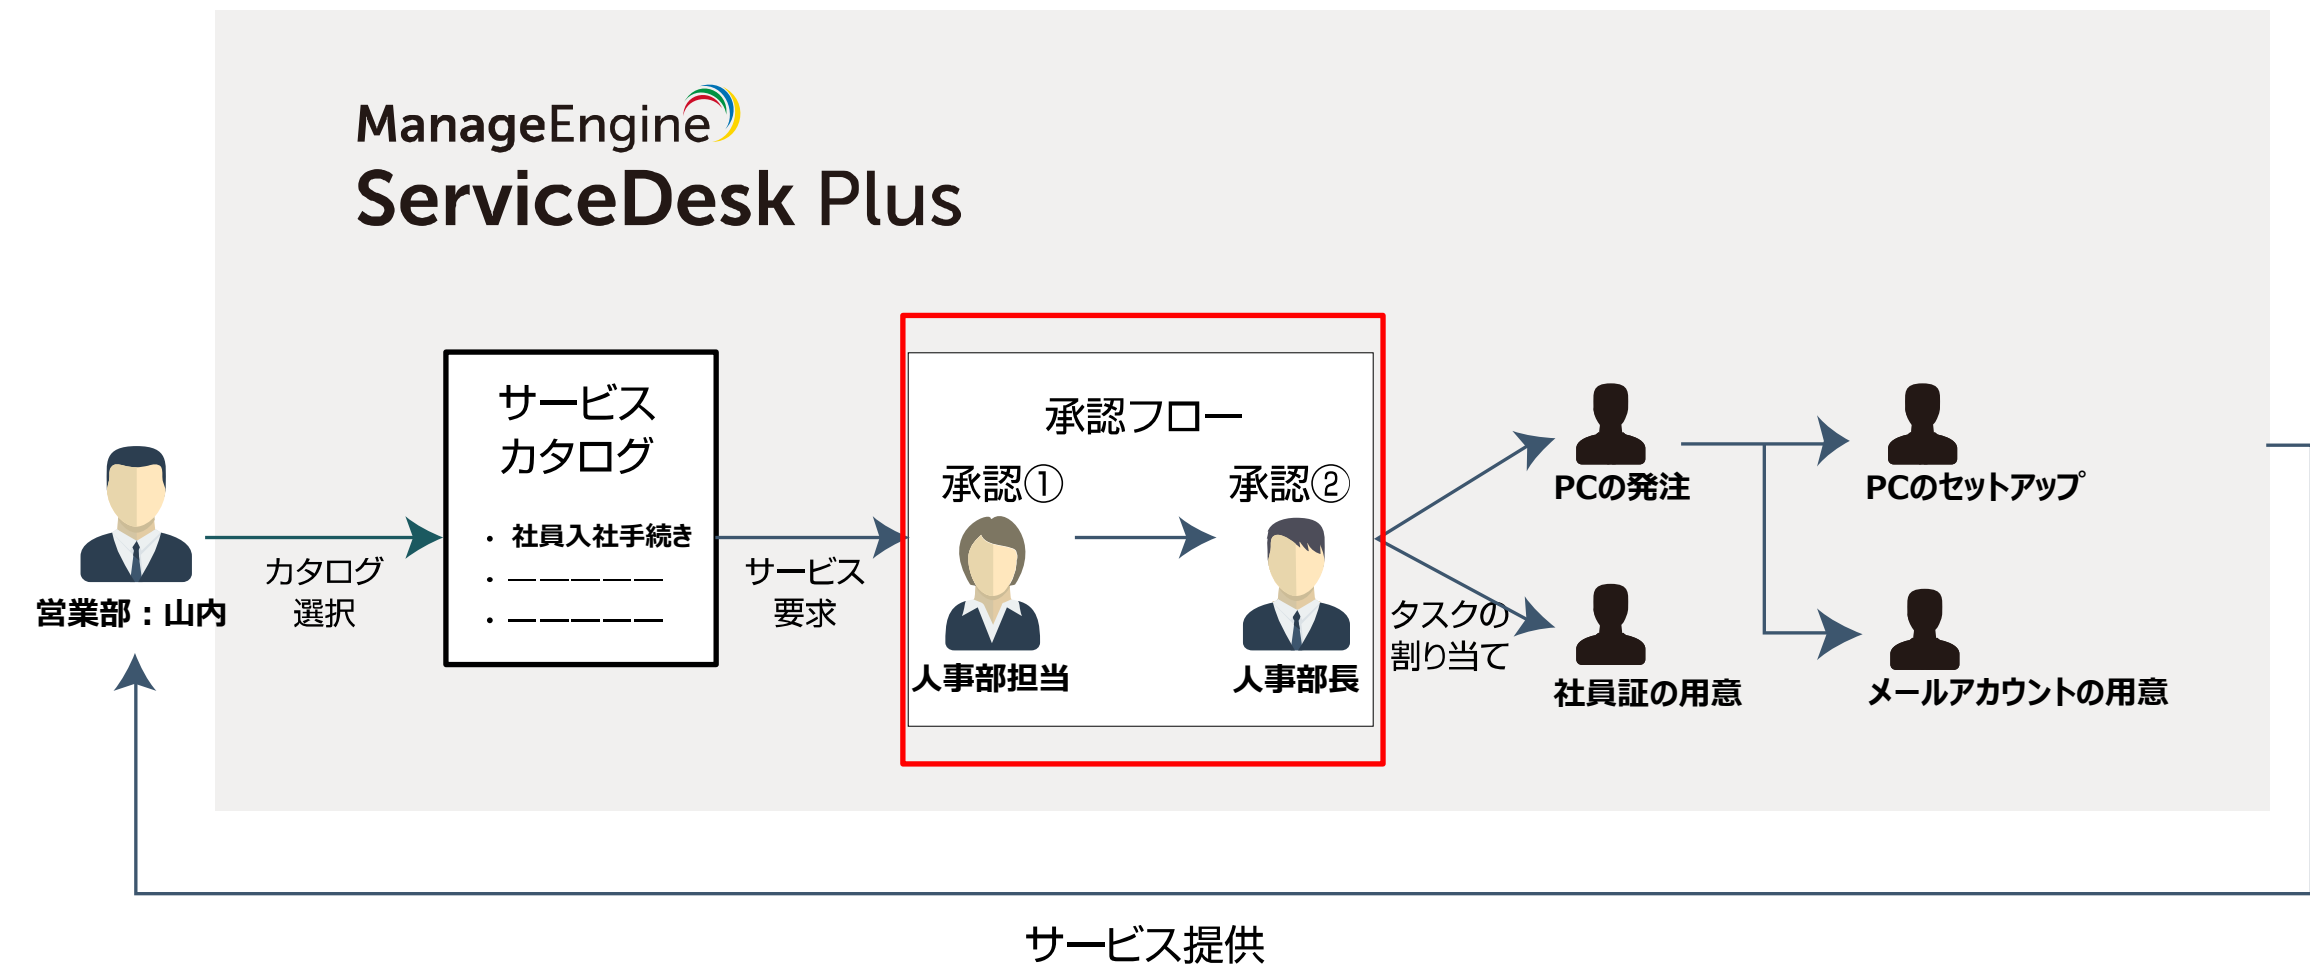 ManageEngine
ServiceDesk Plus
サービス
カタログ
・社員入社手続き
承認フロー
承認①
承認②
人事部担当
人事部長
営業部：山内
カタログ
選択
サービス
要求
タスクの
割り当て
PCの発注
PCのセットアップ
社員証の用意
メールアカウントの用意
サービス提供